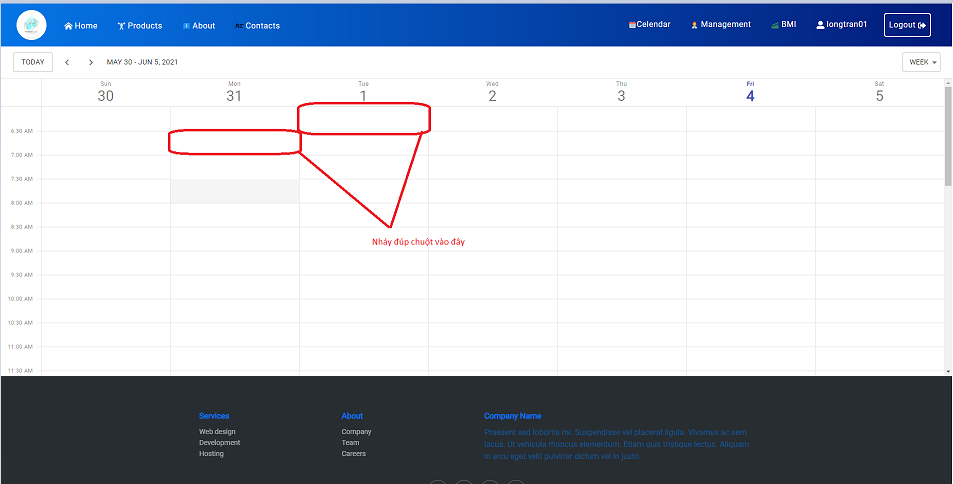 Home Products About Contacts Celendar Management BMI longtran01 Logout
TODAY MAY 30 - JUN 5, 2021 WEEK
Sun Mon Tue Wed Thu Fri Sat
30 31 1 2 3 4 5
6:30 AM
7:00 AM
7:30 AM
8:00 AM
8:30 AM
Nháy đúp chuột vào đây
9:00 AM
9:30 AM
10:00 AM
10:30 AM
11:00 AM
11:30 AM
Services About Company Name
Web design Company Praesent sed lobortis mi. Suspendisse vel placerat ligula. Vivamus ac sem
Development Team lacus. Ut vehicula rhoncus elementum. Etiam quis tristique lectus. Aliquam
Hosting Careers in arcu eget velit pulvinar dictum vel in justo.